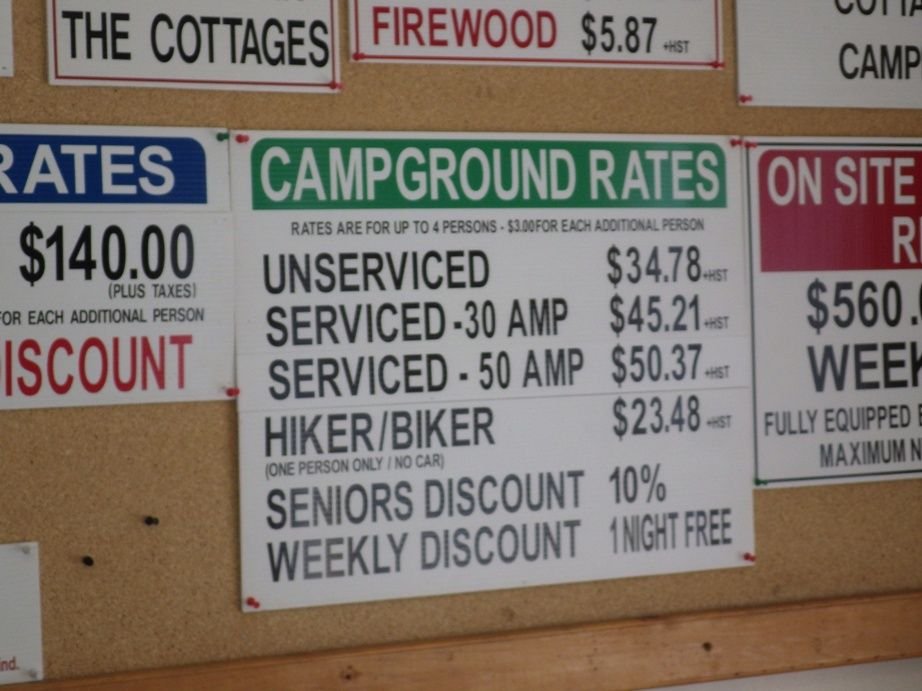 THE COTTAGES
FIREWOOD $5.87 +HST
CAMP
RATES
$140.00
(PLUS TAXES)
FOR EACH ADDITIONAL PERSON
DISCOUNT
CAMPGROUND RATES
RATES ARE FOR UP TO 4 PERSONS - $3.00FOR EACH ADDITIONAL PERSON
UNSERVICED $34.78 +HST
SERVICED -30 AMP $45.21 +HST
SERVICED - 50 AMP $50.37 +HST
HIKER/BIKER $23.48 +HST
(ONE PERSON ONLY / NO CAR)
SENIORS DISCOUNT 10%
WEEKLY DISCOUNT 1 NIGHT FREE
ON SITE
$560.
WEEK
FULLY EQUIPPED
MAXIMUM
ind.